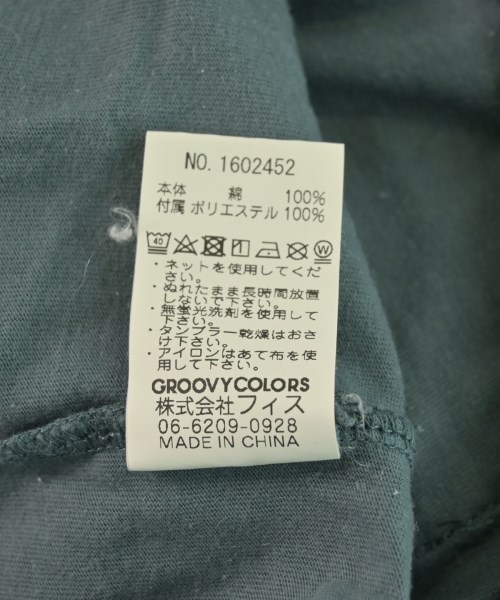 NO. 1602452
本体 綿 100%
付属 ポリエステル 100%
40 W
・ネットを使用してくだ
さい。
・ぬれたまま長時間放置
しないで下さい。
・無蛍光洗剤を使用して
下さい。
・タンブラー乾燥はおさ
け下さい。
・アイロンはあて布を使
用して下さい。
GROOVYCOLORS
株式会社フィス
06-6209-0928
MADE IN CHINA